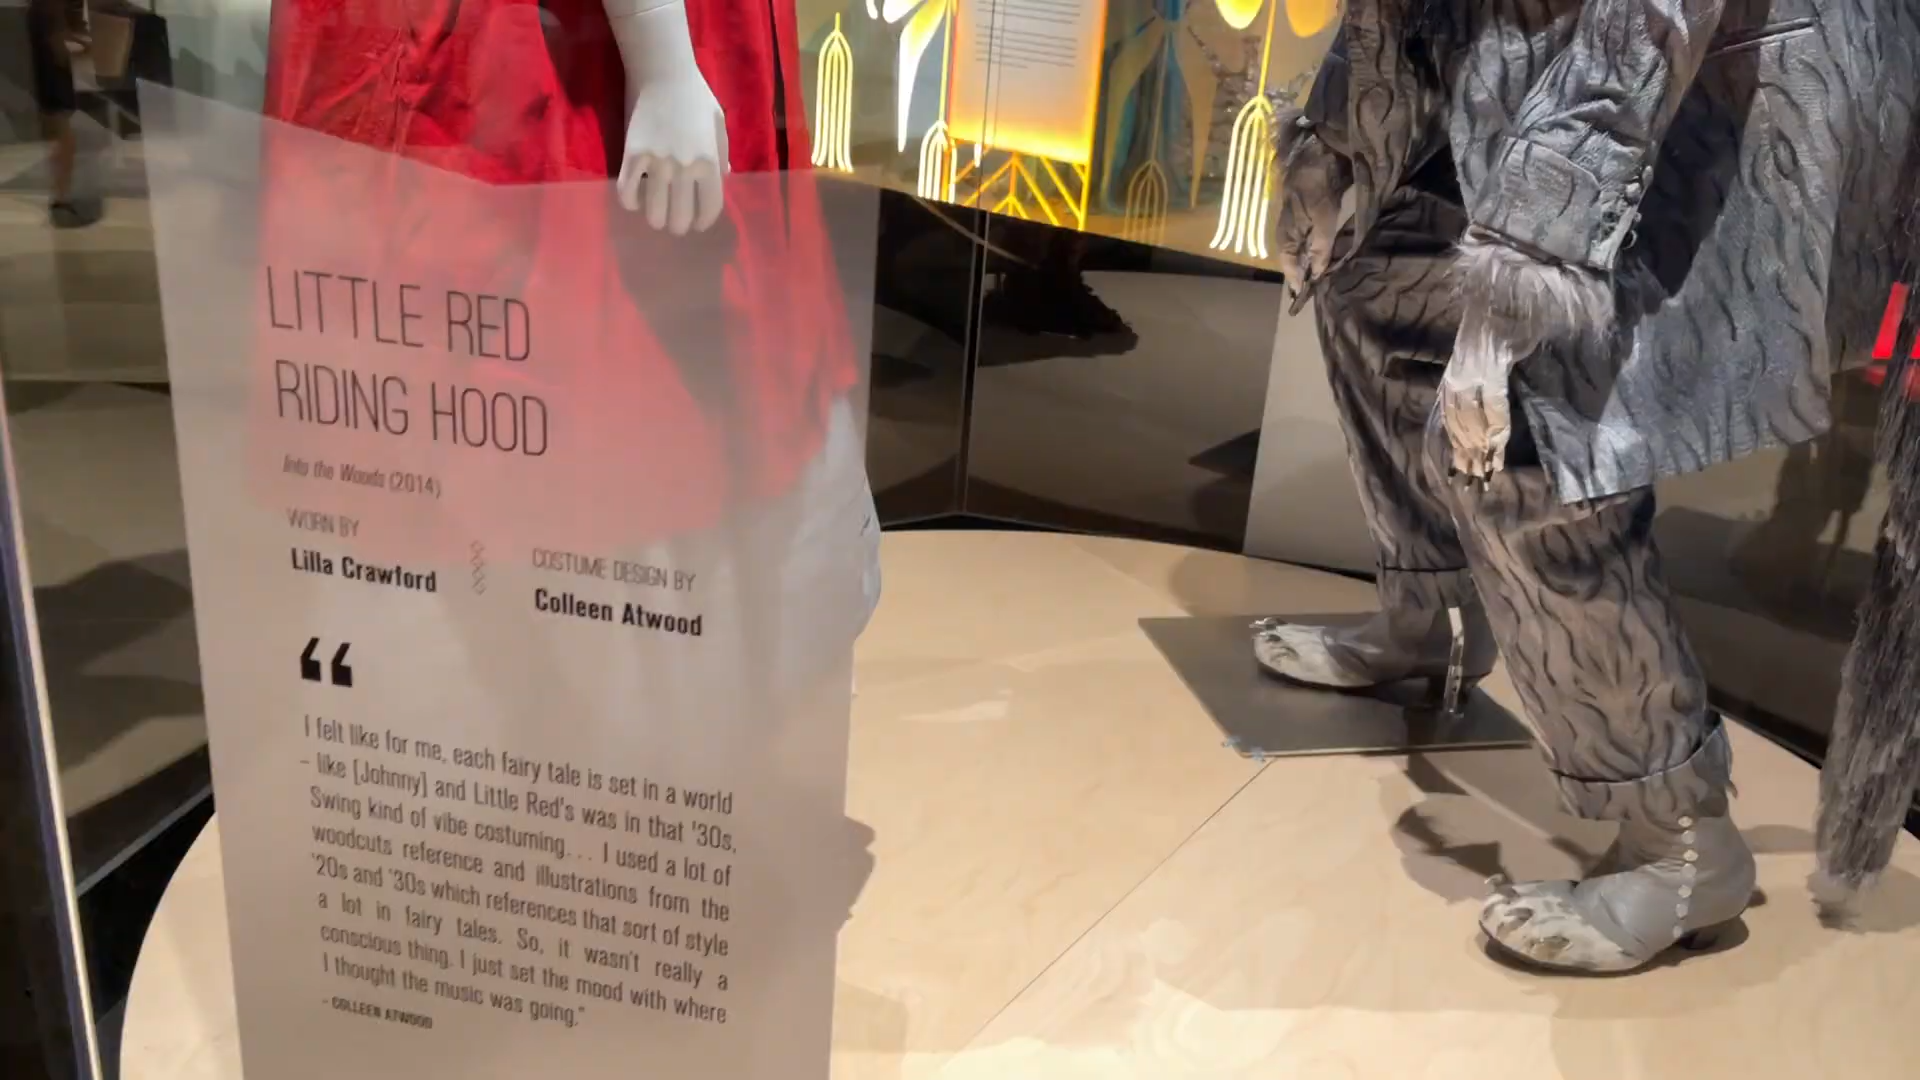 LITTLE RED
RIDING HOOD
Into the Woods (2014)
WORN BY
Lilla Crawford
COSTUME DESIGN BY
Colleen Atwood
“
I felt like for me, each fairy tale is set in a world
– like [Johnny] and Little Red's was in that '30s,
Swing kind of vibe costuming... I used a lot of
woodcuts reference and illustrations from the
'20s and '30s which references that sort of style
a lot in fairy tales. So, it wasn't really a
conscious thing. I just set the mood with where
I thought the music was going."
- COLLEEN ATWOOD